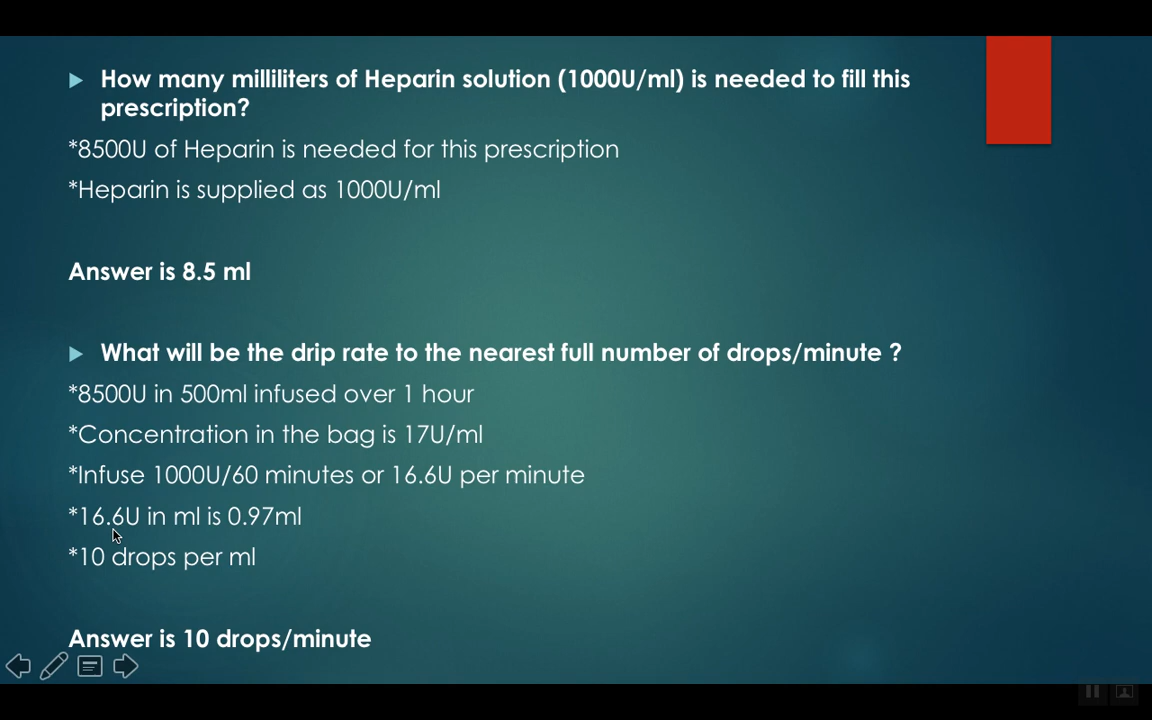 How many milliliters of Heparin solution (1000U/ml) is needed to fill this
prescription?
*8500U of Heparin is needed for this prescription
*Heparin is supplied as 1000U/ml
Answer is 8.5 ml
What will be the drip rate to the nearest full number of drops/minute ?
*8500U in 500ml infused over 1 hour
*Concentration in the bag is 17U/ml
*Infuse 1000U/60 minutes or 16.6U per minute
*16.6U in ml is 0.97ml
*10 drops per ml
Answer is 10 drops/minute